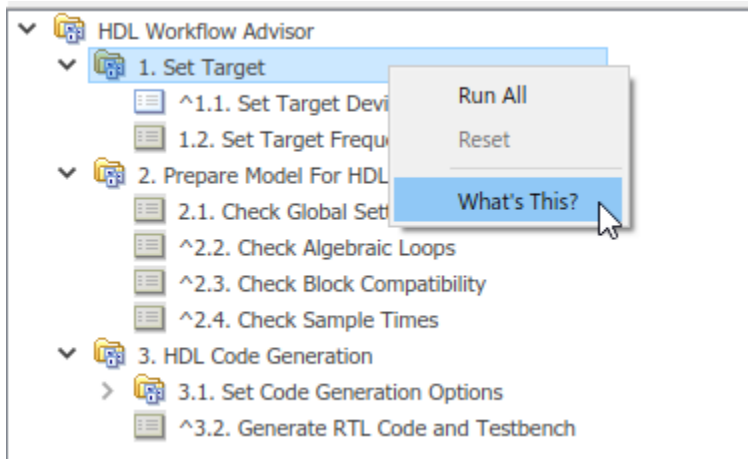 HDL Workflow Advisor
1. Set Target
^1.1. Set Target Devi
1.2. Set Target Frequ
2. Prepare Model For HDL
2.1. Check Global Sett
^2.2. Check Algebraic Loops
^2.3. Check Block Compatibility
^2.4. Check Sample Times
3. HDL Code Generation
3.1. Set Code Generation Options
^3.2. Generate RTL Code and Testbench
Run All
Reset
What's This?